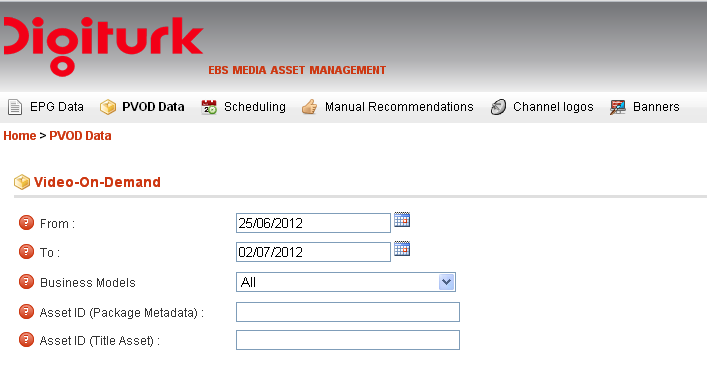 Digiturk
EBS MEDIA ASSET MANAGEMENT
EPG Data PVOD Data Scheduling Manual Recommendations Channel logos Banners
Home > PVOD Data
Video-On-Demand
From : 25/06/2012
To : 02/07/2012
Business Models All
Asset ID (Package Metadata) :
Asset ID (Title Asset) :